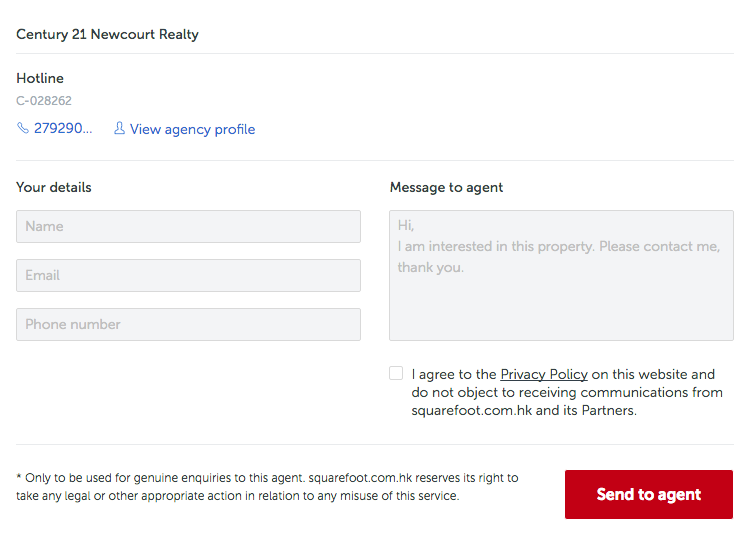 Century 21 Newcourt Realty
Hotline
C-028262
279290... View agency profile
Your details
Name
Email
Phone number
Message to agent
Hi,
I am interested in this property. Please contact me,
thank you.
I agree to the Privacy Policy on this website and
do not object to receiving communications from
squarefoot.com.hk and its Partners.
* Only to be used for genuine enquiries to this agent. squarefoot.com.hk reserves its right to
take any legal or other appropriate action in relation to any misuse of this service.
Send to agent